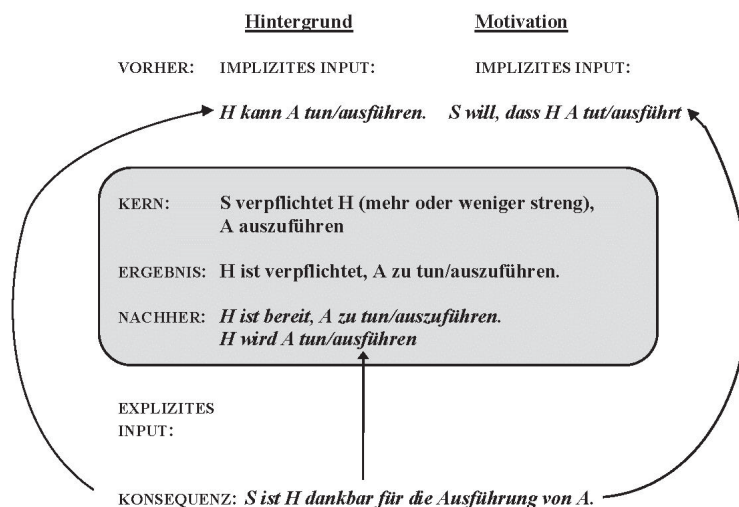 Hintergrund Motivation
VORHER: IMPLIZITES INPUT: IMPLIZITES INPUT:
H kann A tun/ausführen. S will, dass H A tut/ausführt
KERN: S verpflichtet H (mehr oder weniger streng),
A auszuführen
ERGEBNIS: H ist verpflichtet, A zu tun/auszuführen.
NACHHER: H ist bereit, A zu tun/auszuführen.
H wird A tun/ausführen
EXPLIZITES
INPUT:
KONSEQUENZ: S ist H dankbar für die Ausführung von A.